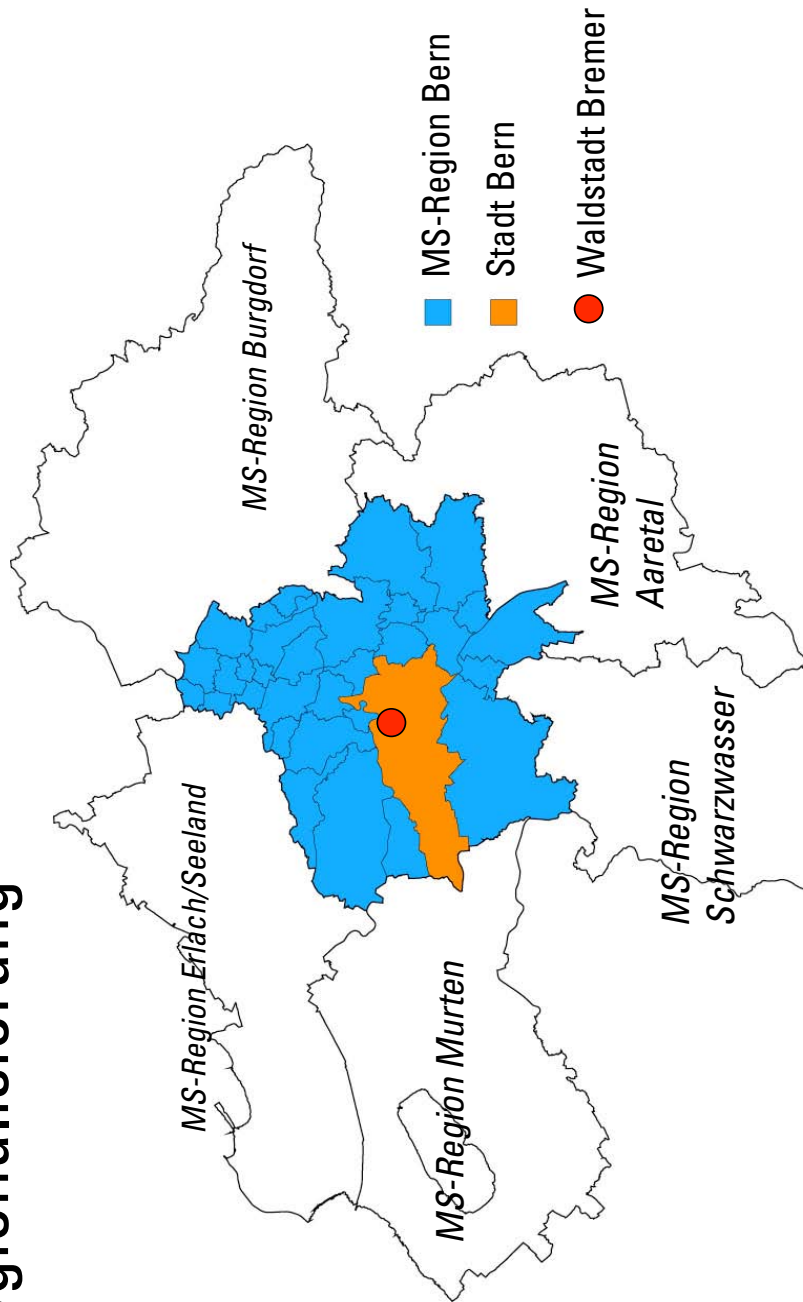 MS-Region Erlach/Seeland
MS-Region Burgdorf
MS-Region Murten
MS-Region
Schwarzwasser
MS-Region
Aaretal
MS-Region Bern
Stadt Bern
Waldstadt Bremer